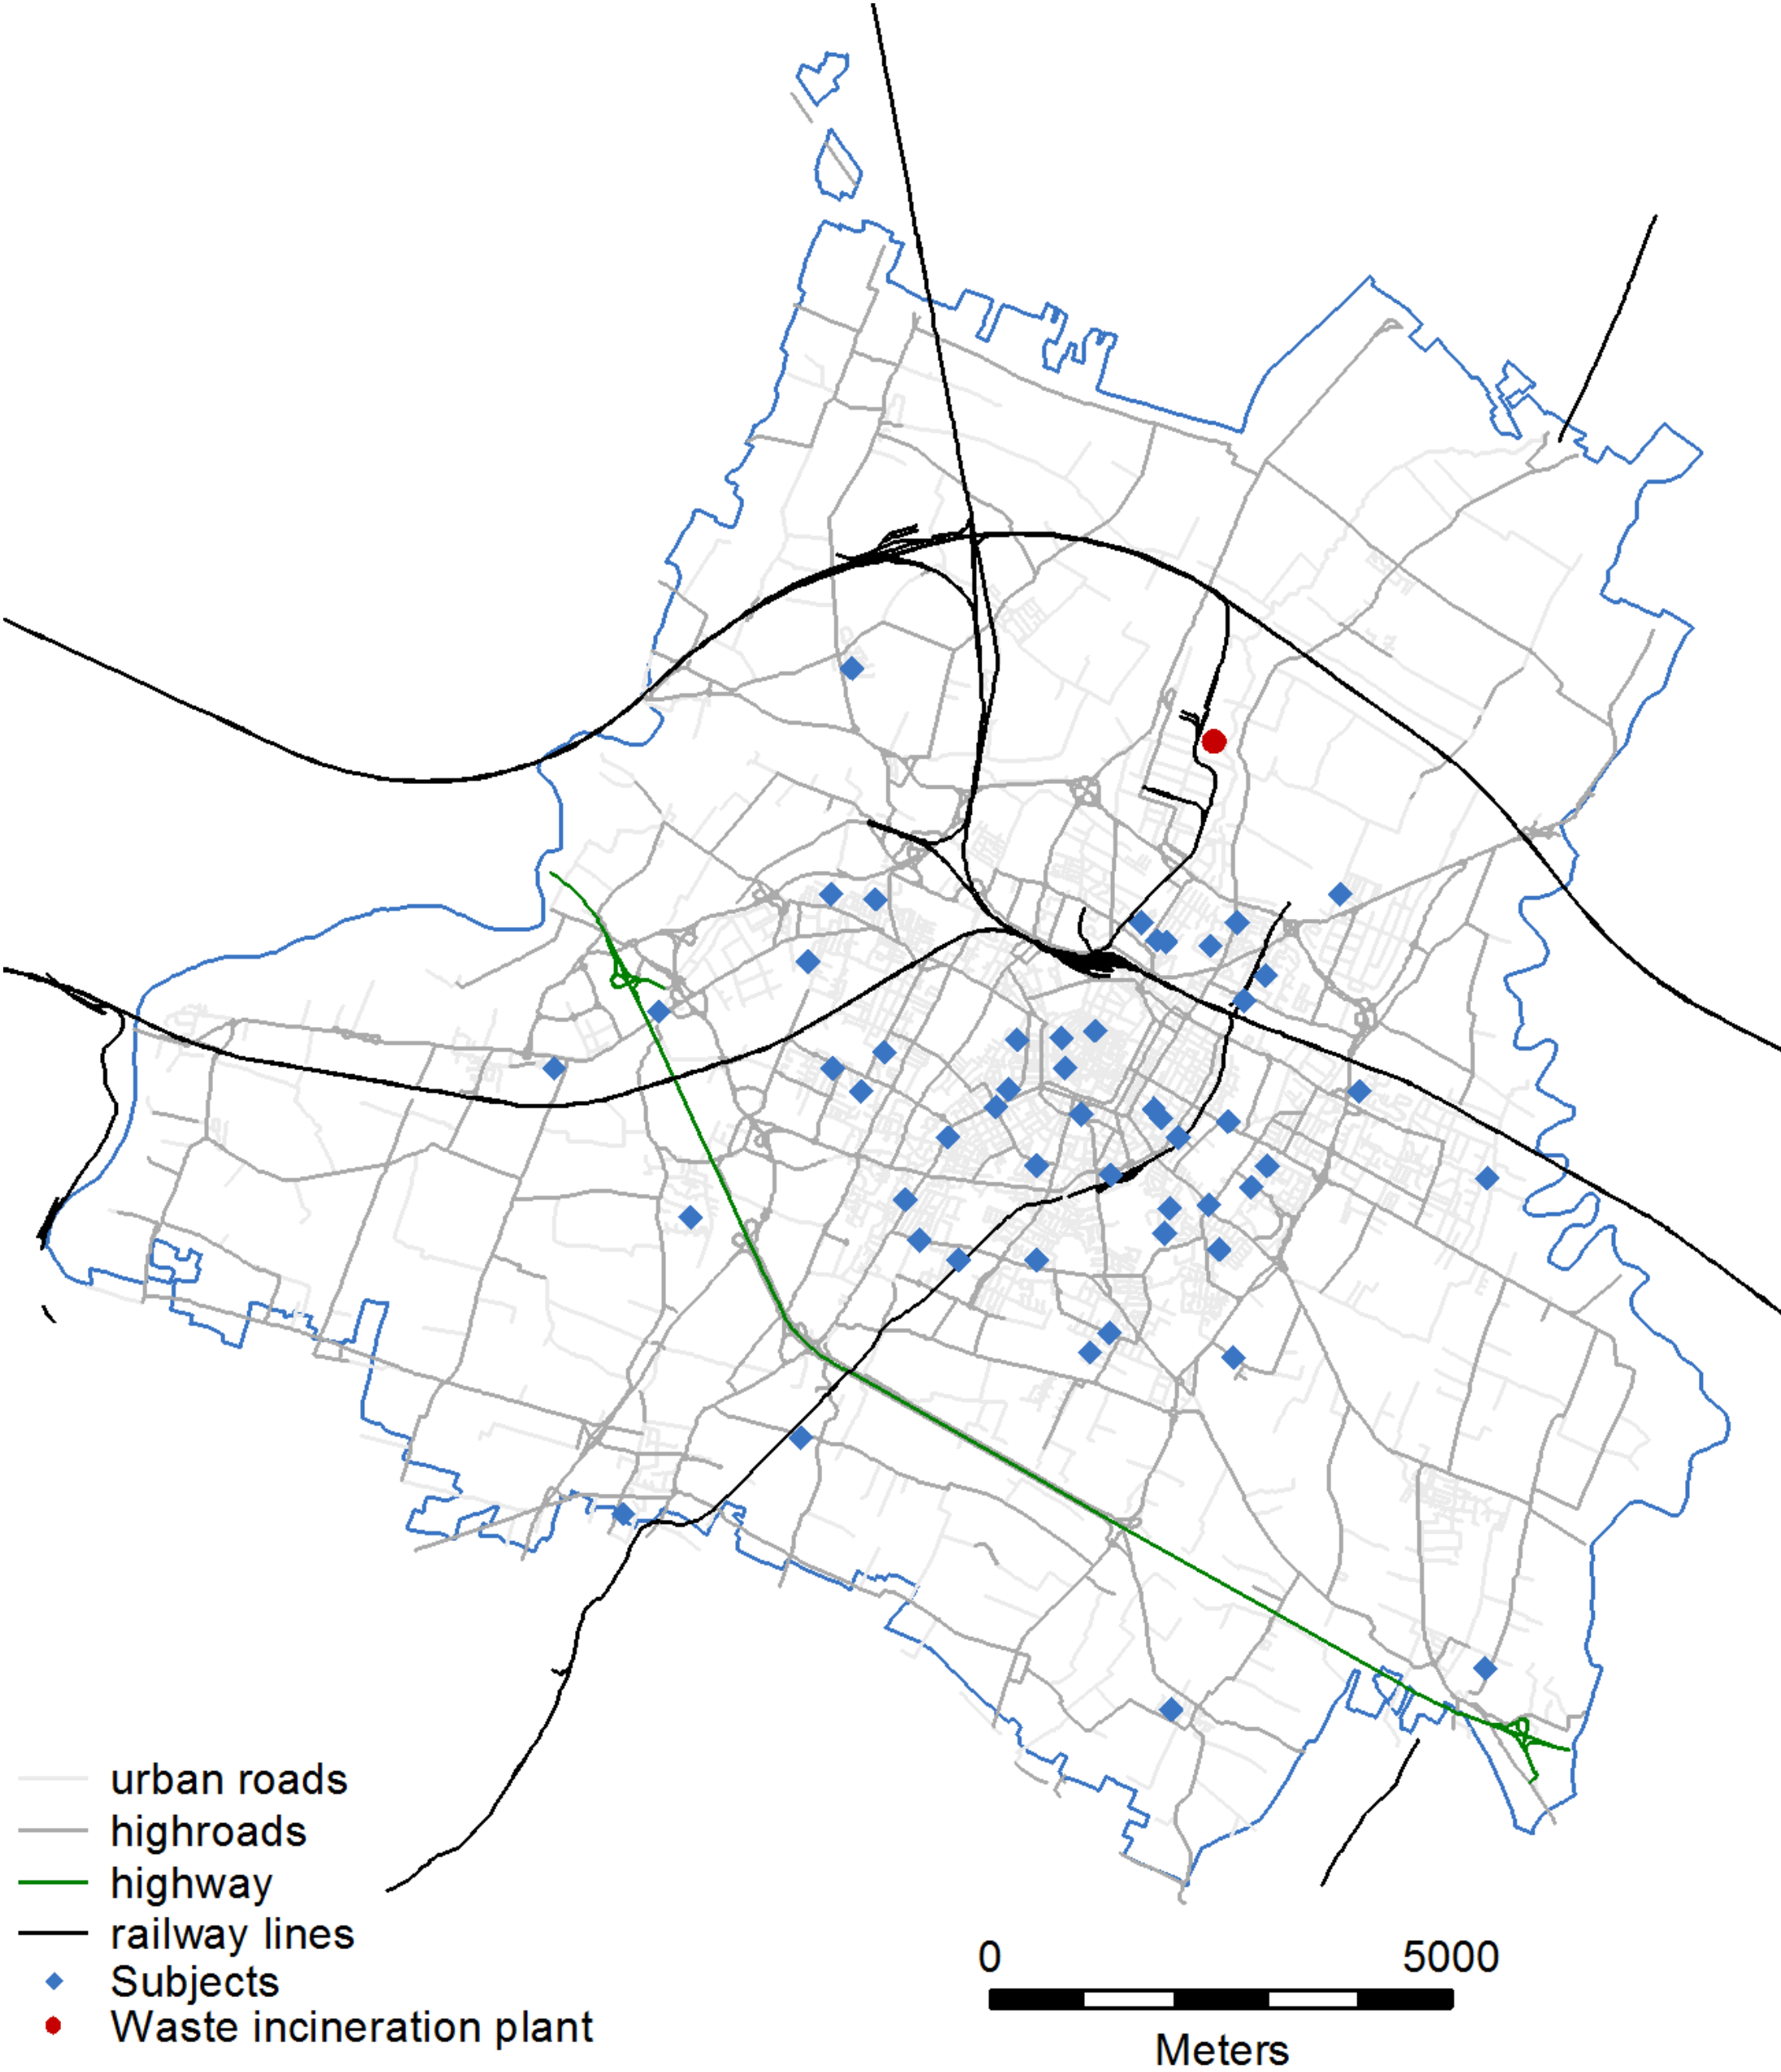 urban roads
highroads
highway
railway lines
Subjects
Waste incineration plant
0 5000
Meters